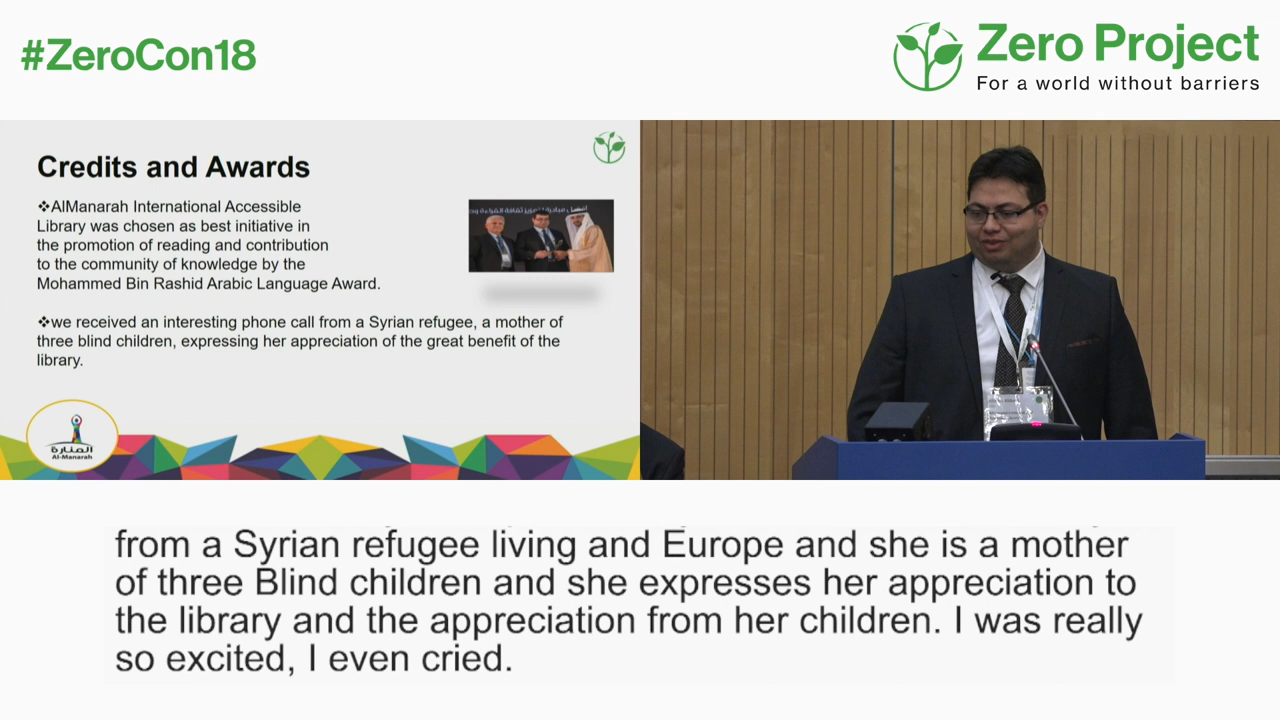 #ZeroCon18
Zero Project
For a world without barriers
Credits and Awards
❖AlManarah International Accessible
Library was chosen as best initiative in
the promotion of reading and contribution
to the community of knowledge by the
Mohammed Bin Rashid Arabic Language Award.
❖we received an interesting phone call from a Syrian refugee, a mother of
three blind children, expressing her appreciation of the great benefit of the
library.
المنارة
Al-Manarah
from a Syrian refugee living and Europe and she is a mother
of three Blind children and she expresses her appreciation to
the library and the appreciation from her children. I was really
so excited, I even cried.